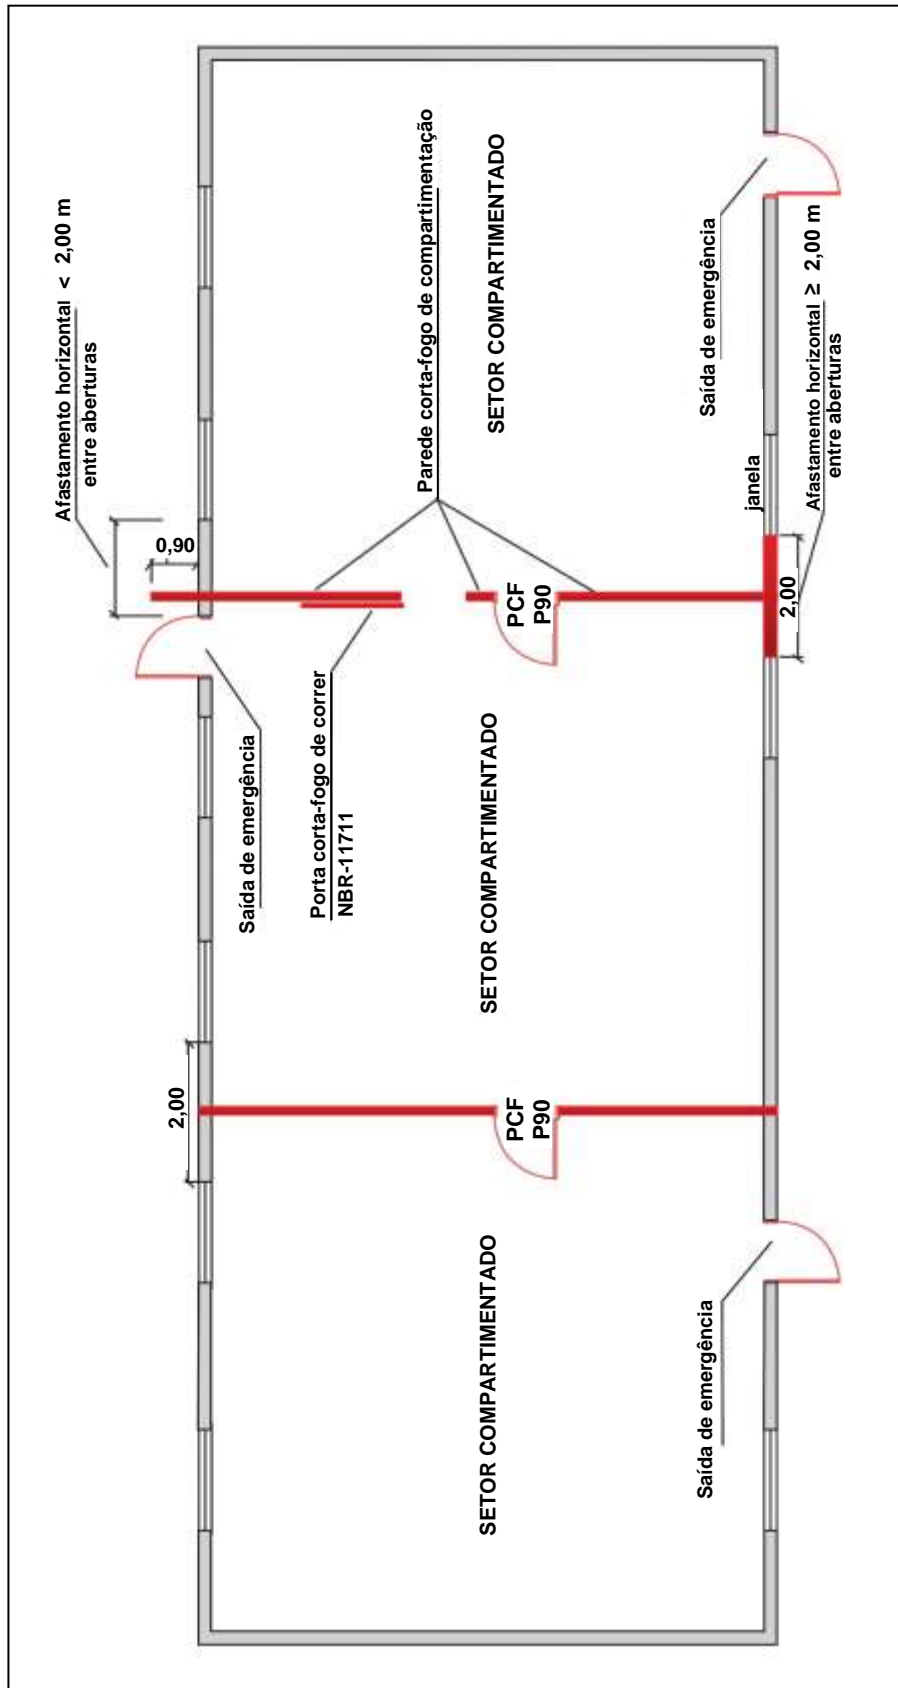 Afastamento horizontal < 2,00 m
entre aberturas
0,90
Parede corta-fogo de compartimentação
SETOR COMPARTIMENTADO
Saída de emergência
janela
Afastamento horizontal ≥ 2,00 m
entre aberturas
2,00
PCF
P90
Saída de emergência
Porta corta-fogo de correr
NBR-11711
SETOR COMPARTIMENTADO
2,00
PCF
P90
SETOR COMPARTIMENTADO
Saída de emergência